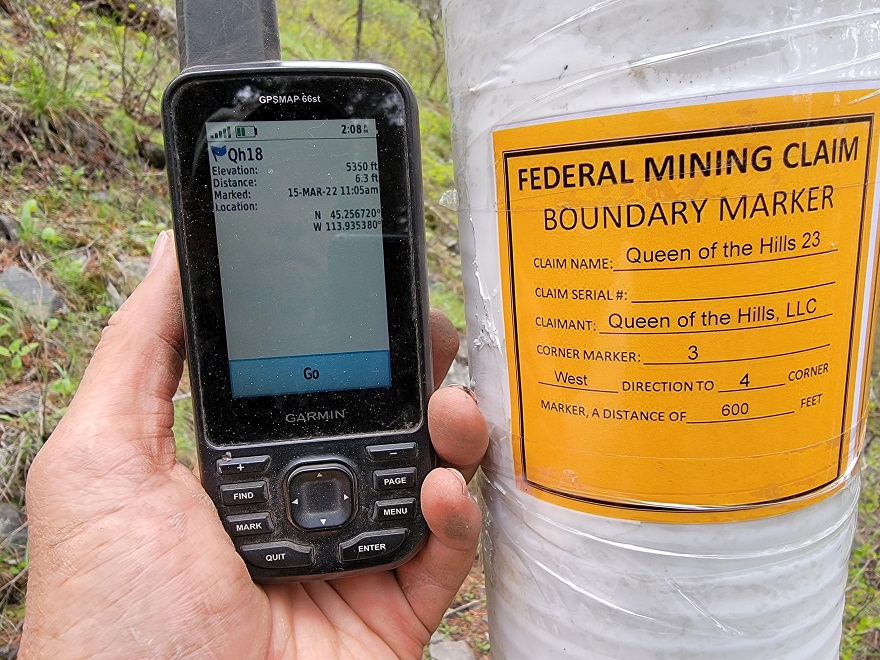 GPSMAP 66st
2:08
Qh18
Elevation: 5350 ft
Distance: 6.3 ft
Marked: 15-MAR-22 11:05am
Location:
N 45.256720°
W 113.935380°
Go
GARMIN
+ −
FIND PAGE
MARK MENU
QUIT ENTER
FEDERAL MINING CLAIM
BOUNDARY MARKER
CLAIM NAME: Queen of the Hills 23
CLAIM SERIAL #:
CLAIMANT: Queen of the Hills, LLC
CORNER MARKER: 3
West DIRECTION TO 4 CORNER
MARKER, A DISTANCE OF 600 FEET